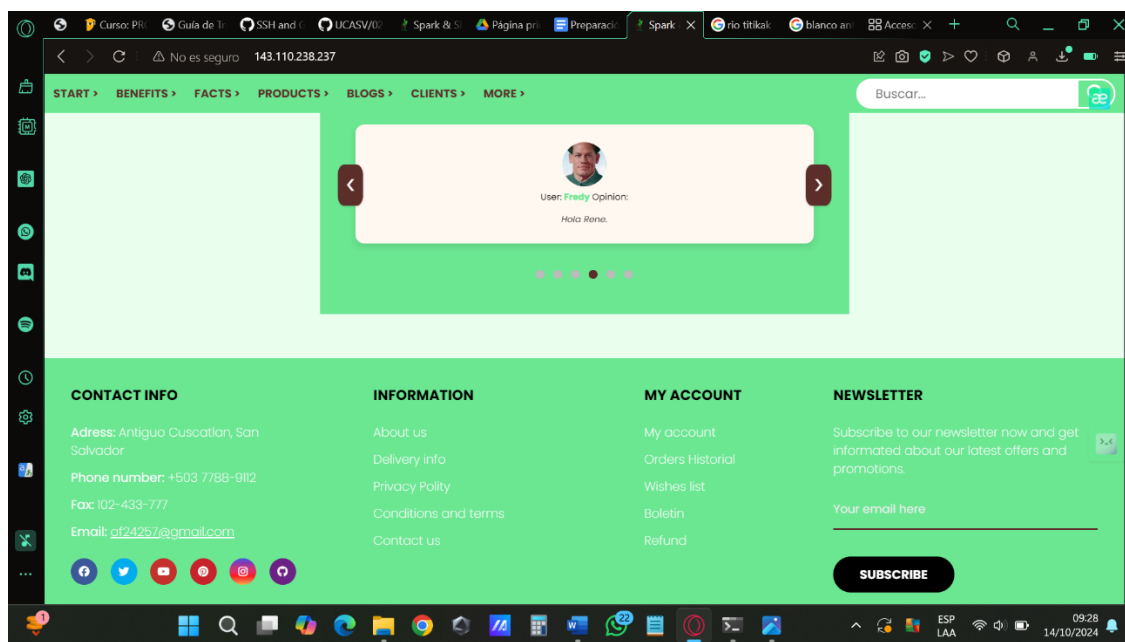 Curso: PR
Guía de Tr
SSH and G
UCASV/02
Spark & S
Página pri
Preparació
Spark
rio titikak
blanco ant
Acceso
No es seguro 143.110.238.237
START > BENEFITS > FACTS > PRODUCTS > BLOGS > CLIENTS > MORE >
Buscar...
æ
User: Fredy Opinion:
Hola Rene.
CONTACT INFO
Adress: Antiguo Cuscatlan, San
Salvador
Phone number: +503 7788-9112
Fax: 102-433-777
Email: af24257@gmail.com
INFORMATION
About us
Delivery info
Privacy Polity
Conditions and terms
Contact us
MY ACCOUNT
My account
Orders Historial
Wishes list
Boletin
Refund
NEWSLETTER
Subscribe to our newsletter now and get
informated about our latest offers and
promotions.
Your email here
SUBSCRIBE
1
22
ESP
LAA
09:28
14/10/2024